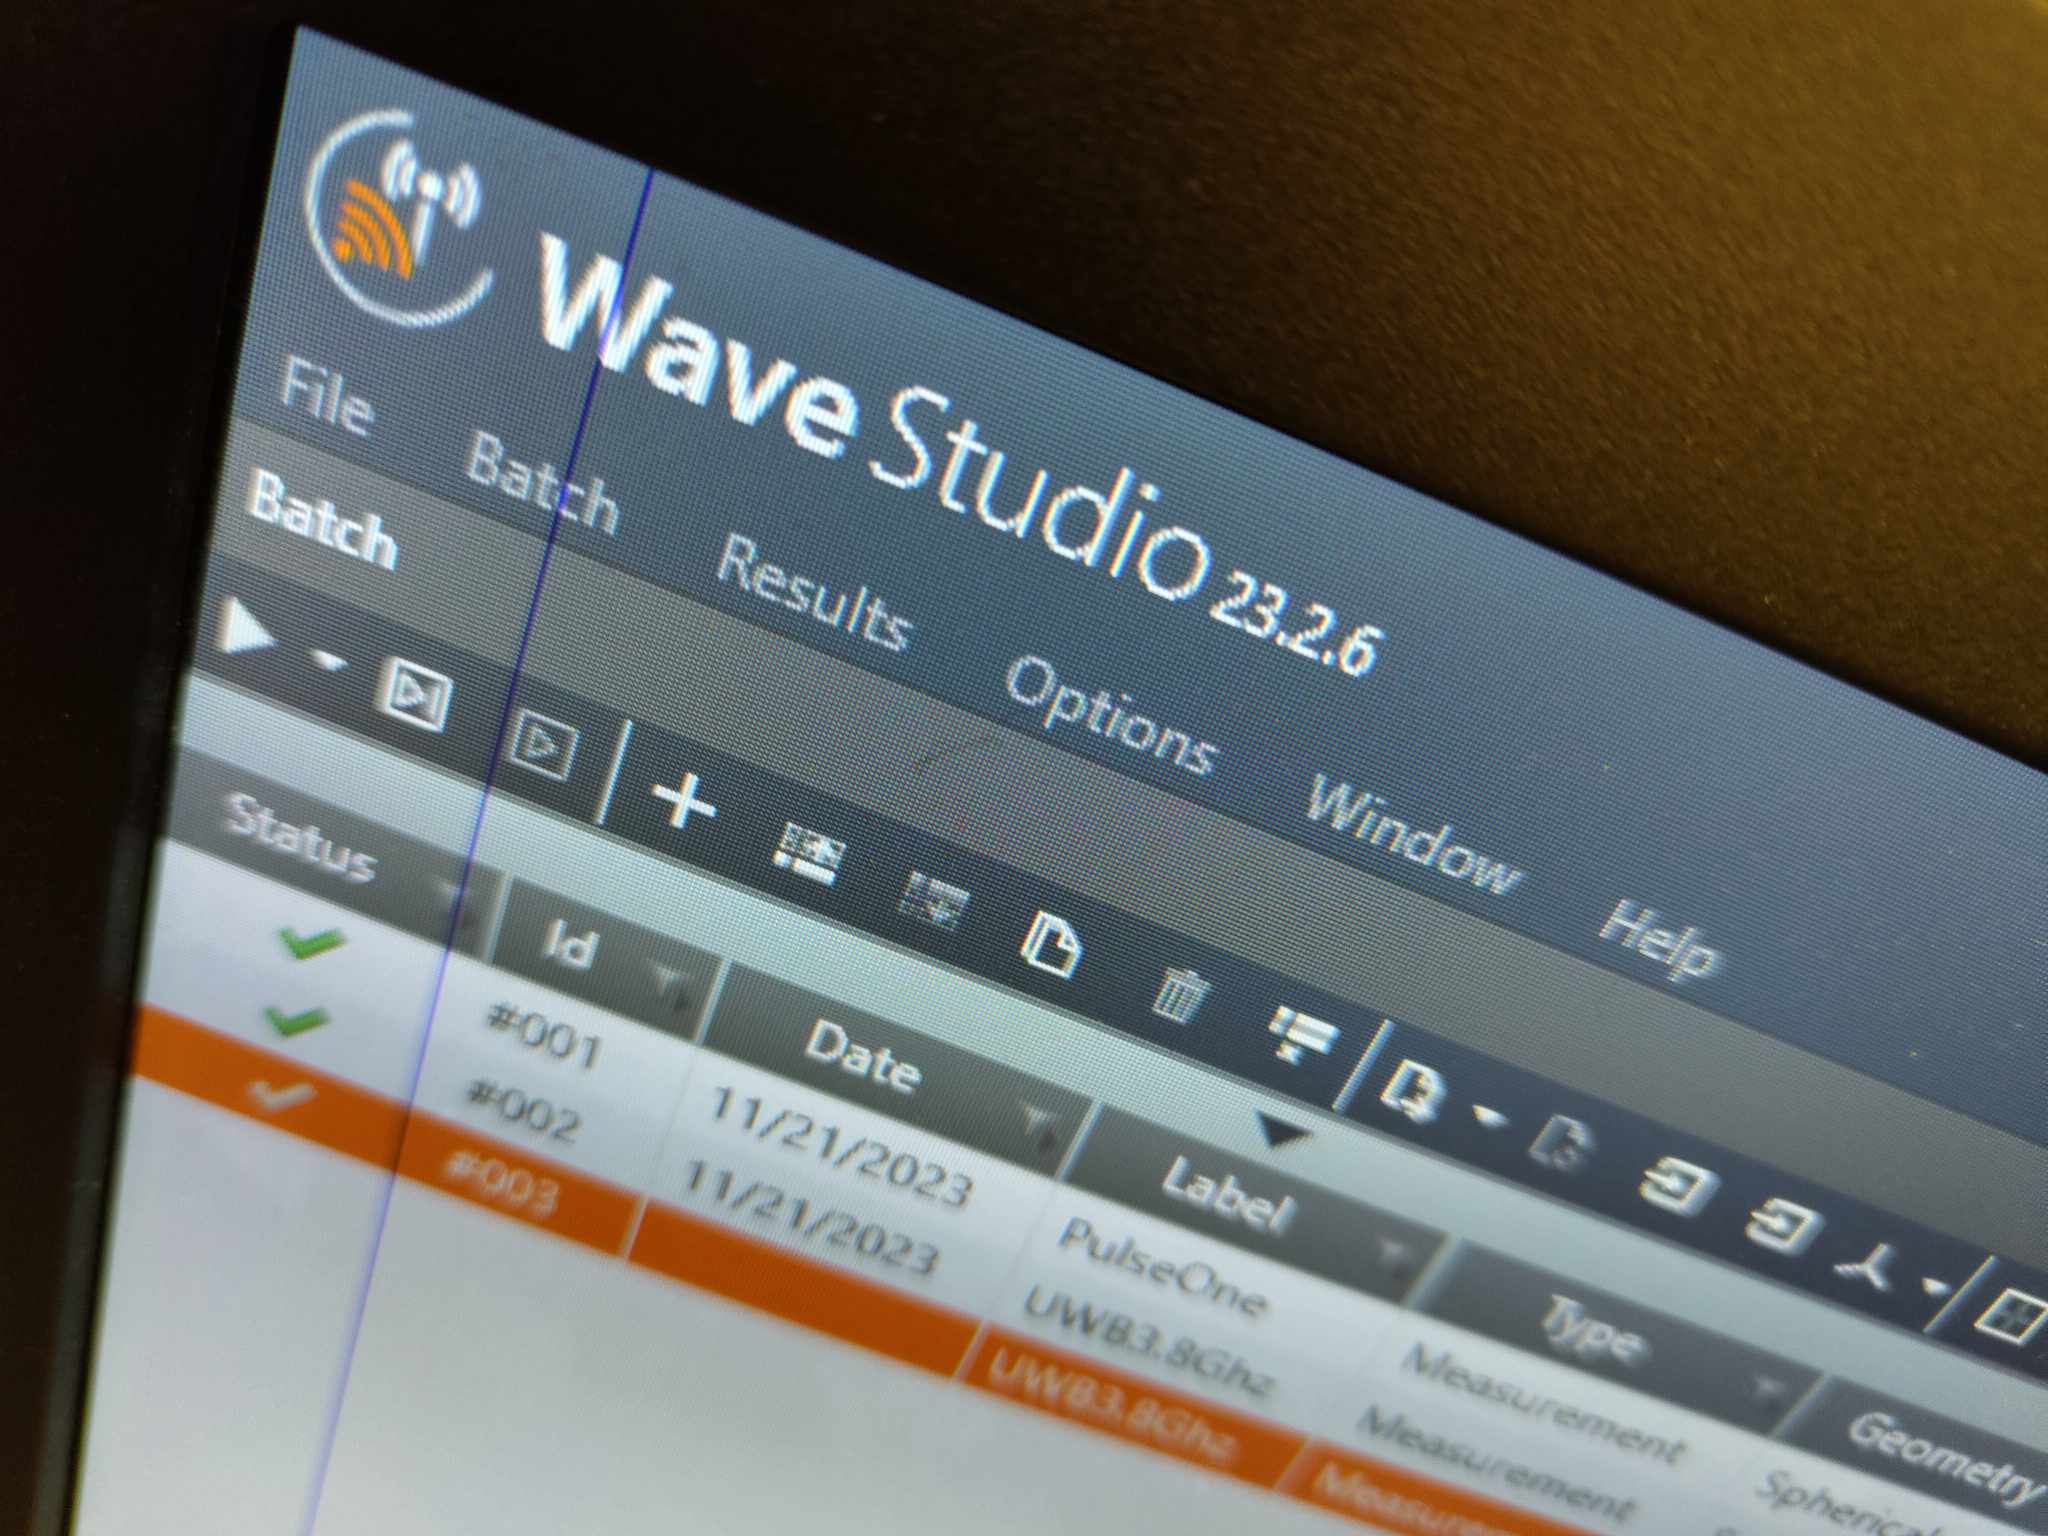 Wave Studio 23.2.6
File Batch Results Options Window Help
Batch
Status Id Date Label Type Geometry
#001 11/21/2023 PulseOne Measurement Spherical
#002 11/21/2023 UWB3.8Ghz Measurement
#003 UWB3.8Ghz